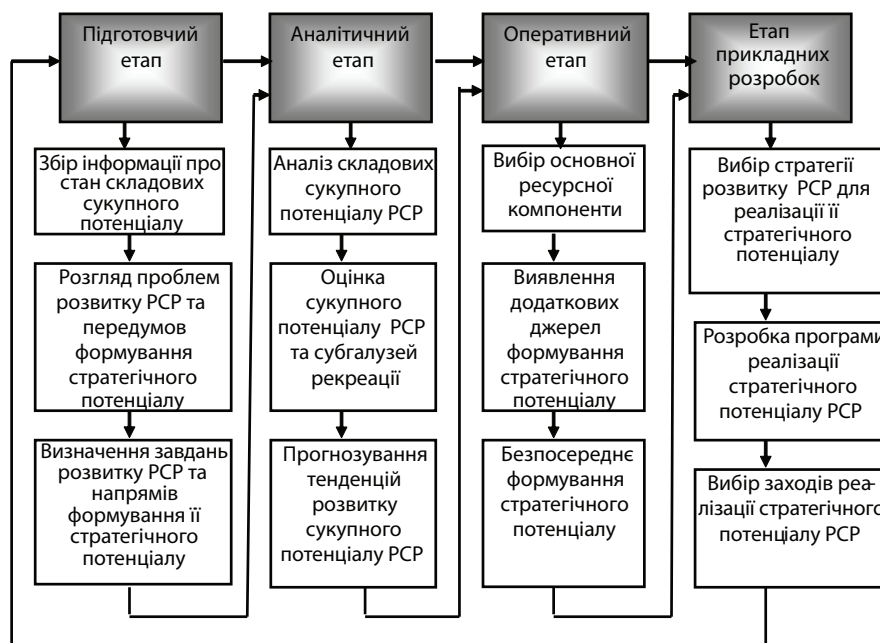 Підготовчий
етап
Збір інформації про
стан складових
сукупного
потенціалу
Розгляд проблем
розвитку РСР та
передумов
формування
стратегічного
потенціалу
Визначення завдань
розвитку РСР та
напрямів
формування її
стратегічного
потенціалу
Аналітичний
етап
Аналіз складових
сукупного
потенціалу РСР
Оцінка
сукупного
потенціалу РСР
та субгалузей
рекреації
Прогнозування
тенденцій
розвитку
сукупного
потенціалу РСР
Оперативний
етап
Вибір основної
ресурсної
компоненти
Виявлення
додаткових
джерел
формування
стратегічного
потенціалу
Безпосереднє
формування
стратегічного
потенціалу
Етап
прикладних
розробок
Вибір стратегії
розвитку РСР для
реалізації її
стратегічного
потенціалу
Розробка програми
реалізації
стратегічного
потенціалу РСР
Вибір заходів реа-
лізації стратегічного
потенціалу РСР